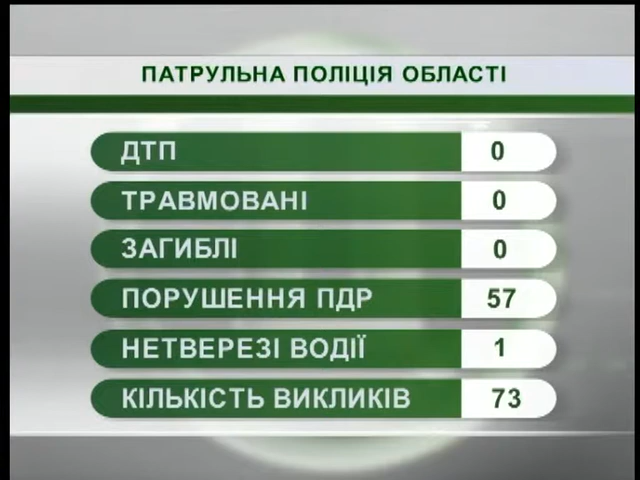 ПАТРУЛЬНА ПОЛІЦІЯ ОБЛАСТІ
ДТП 0
ТРАВМОВАНІ 0
ЗАГИБЛІ 0
ПОРУШЕННЯ ПДР 57
НЕТВЕРЕЗІ ВОДІЇ 1
КІЛЬКІСТЬ ВИКЛИКІВ 73